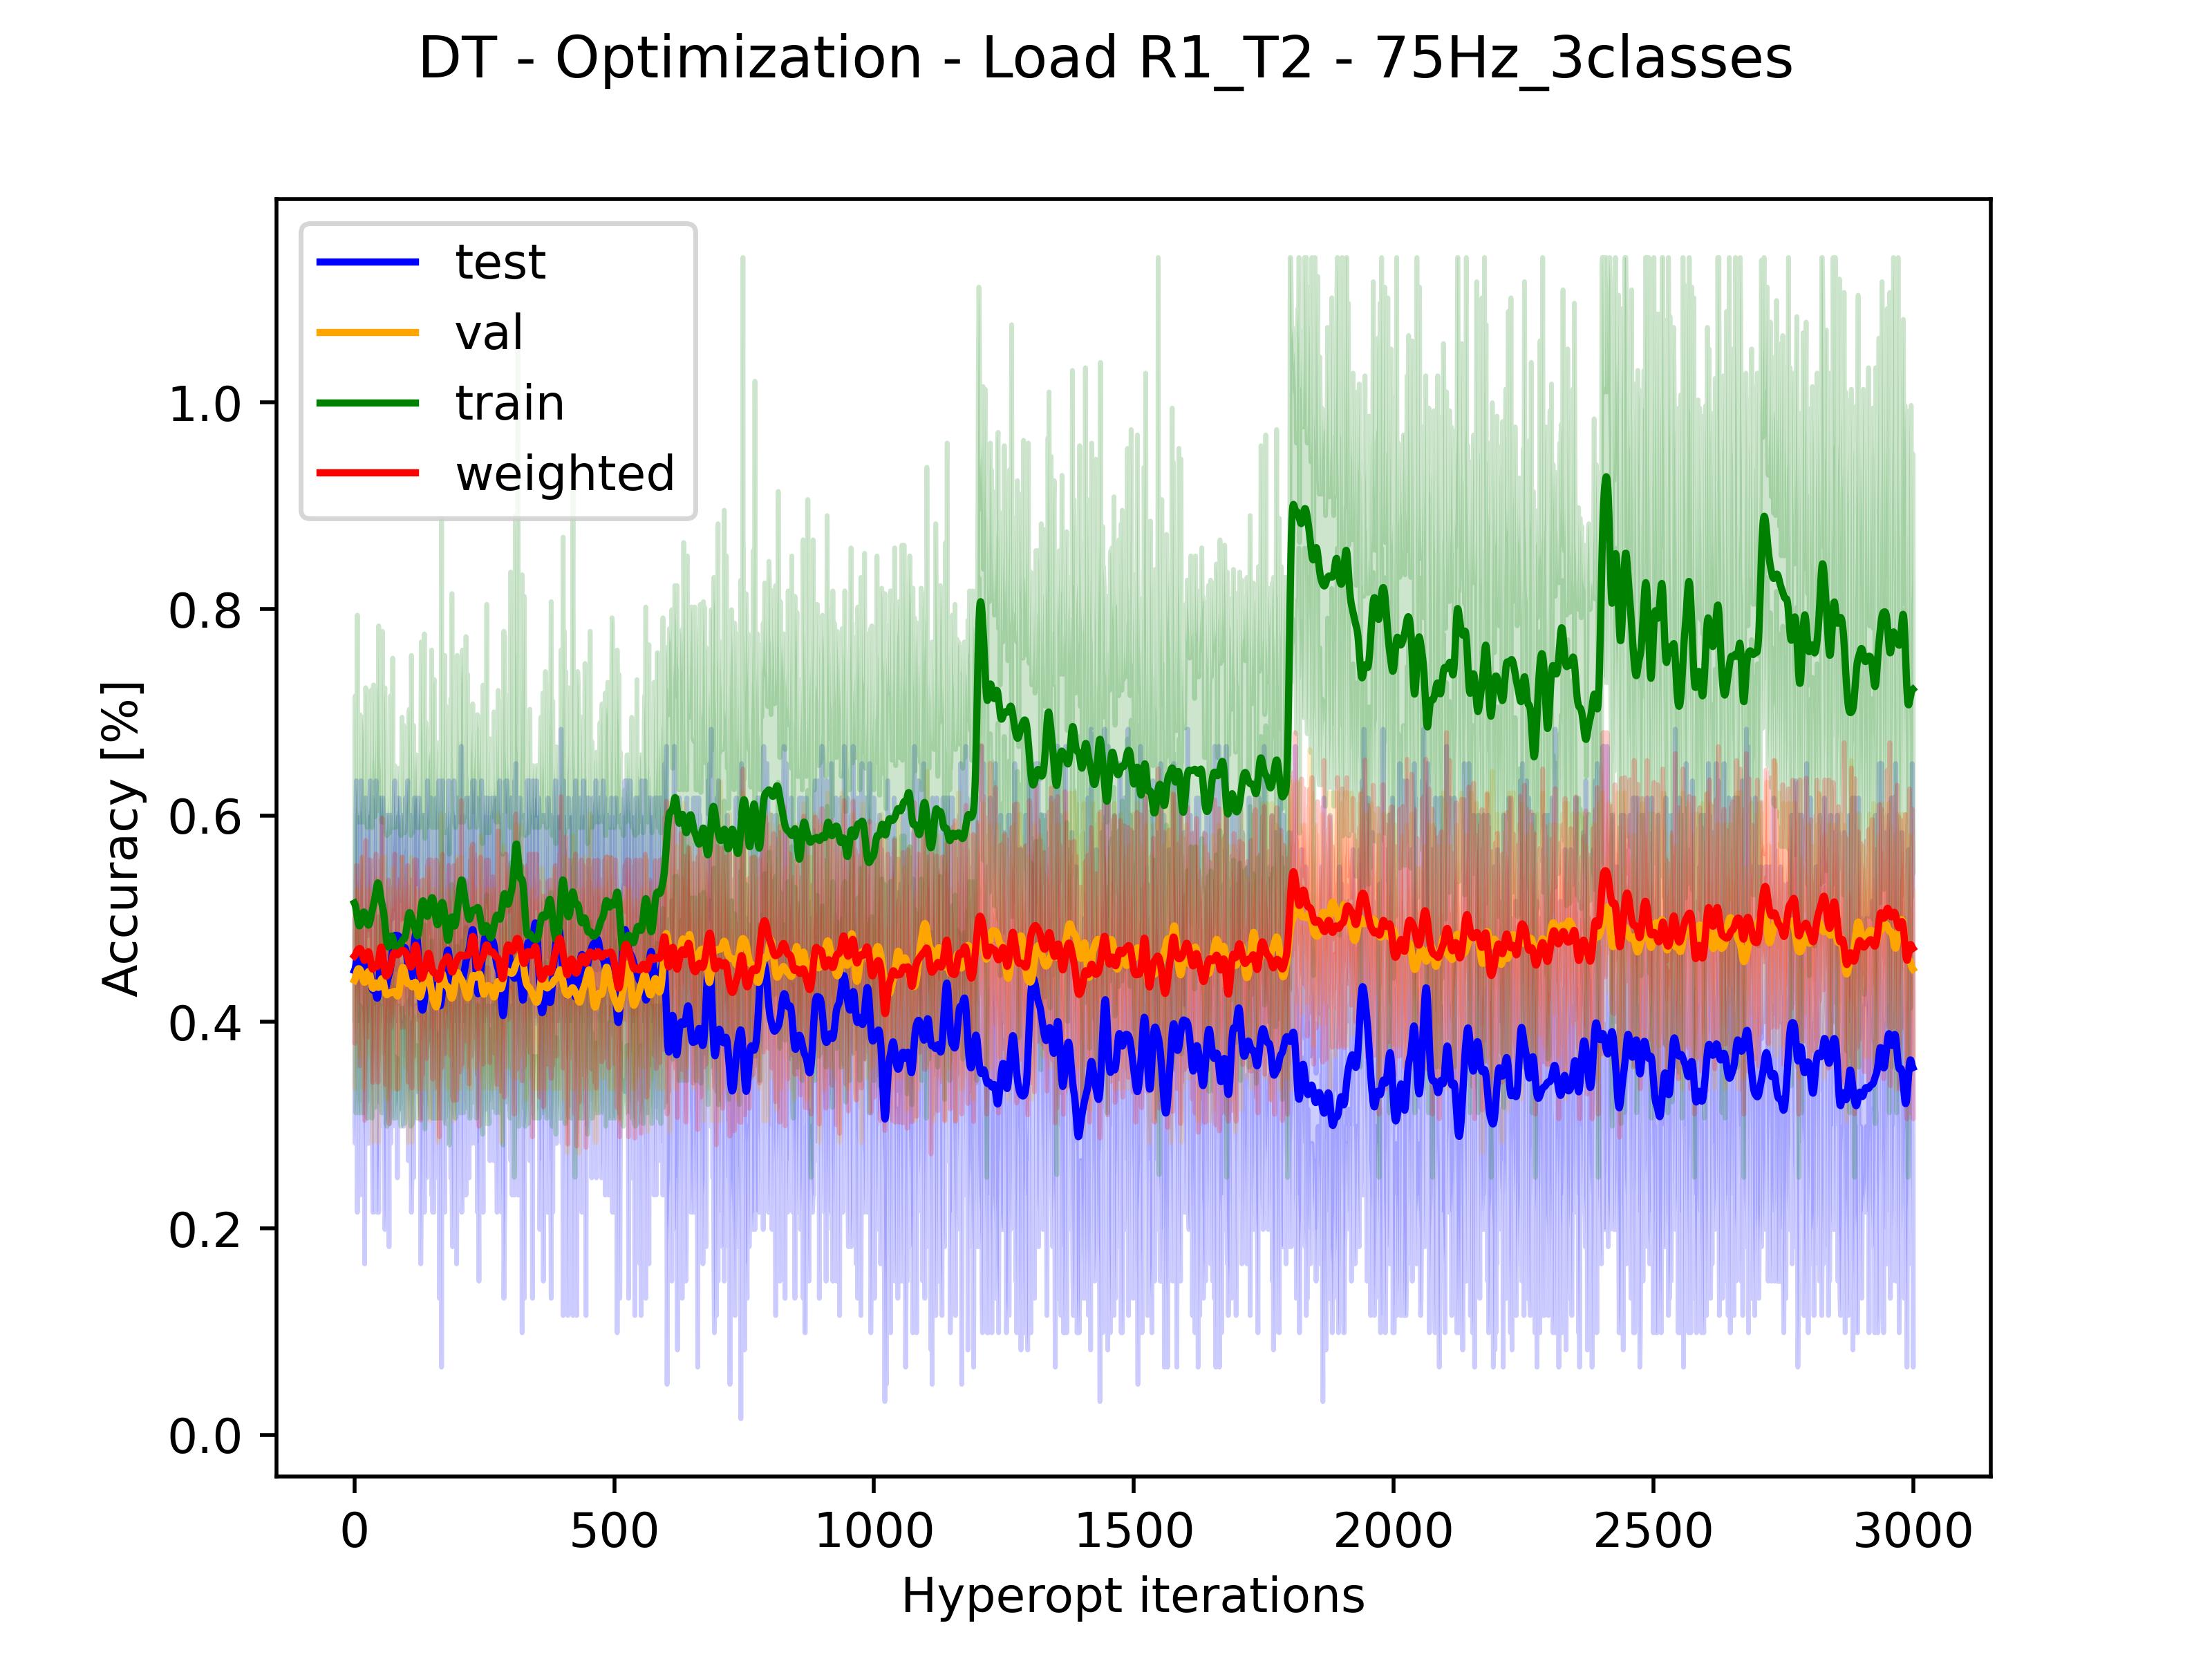 DT - Optimization - Load R1_T2 - 75Hz_3classes
test
val
train
weighted
Accuracy [%]
1.0
0.8
0.6
0.4
0.2
0.0
0 500 1000 1500 2000 2500 3000
Hyperopt iterations